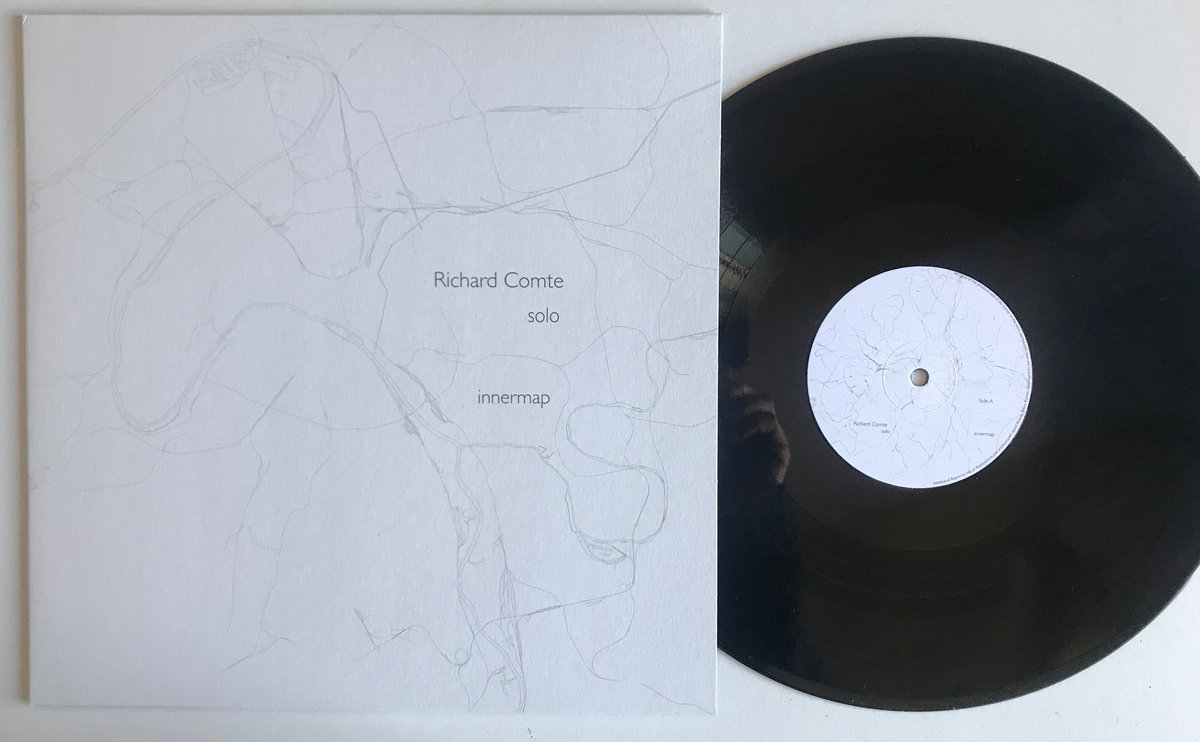 Richard Comte
solo
innermap
Side A
Richard Comte
solo
innermap